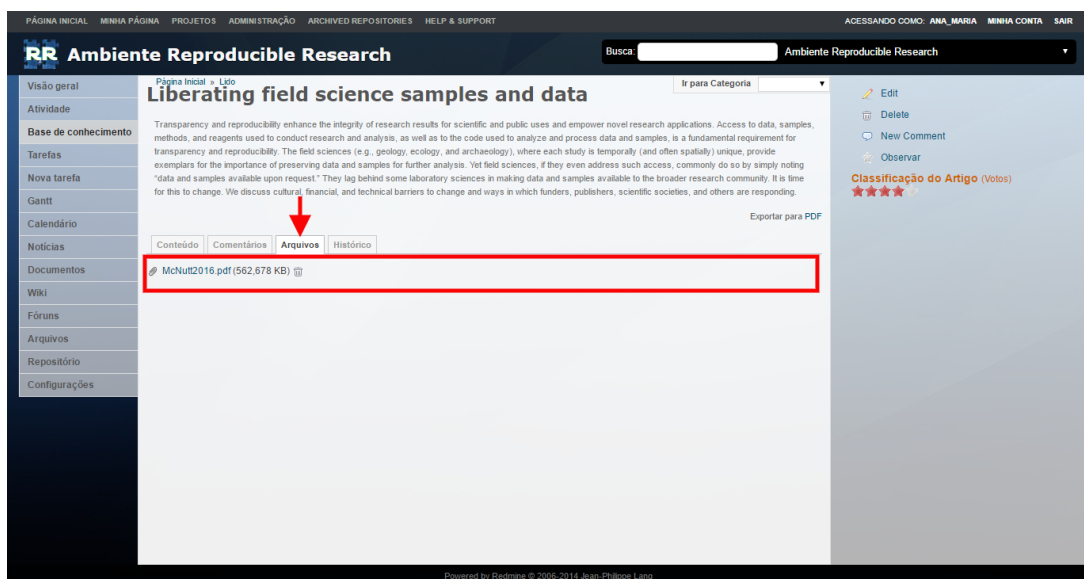 PÁGINA INICIAL MINHA PÁGINA PROJETOS ADMINISTRAÇÃO ARCHIVED REPOSITORIES HELP & SUPPORT ACESSANDO COMO: ANA_MARIA MINHA CONTA SAIR
RR Ambiente Reproducible Research Busca: Ambiente Reproducible Research
Visão geral
Atividade
Base de conhecimento
Tarefas
Nova tarefa
Gantt
Calendário
Notícias
Documentos
Wiki
Fóruns
Arquivos
Repositório
Configurações
Página Inicial » Lido
Ir para Categoria
Liberating field science samples and data
Transparency and reproducibility enhance the integrity of research results for scientific and public uses and empower novel research applications. Access to data, samples,
methods, and reagents used to conduct research and analysis, as well as to the code used to analyze and process data and samples, is a fundamental requirement for
transparency and reproducibility. The field sciences (e.g., geology, ecology, and archaeology), where each study is temporally (and often spatially) unique, provide
exemplars for the importance of preserving data and samples for further analysis. Yet field sciences, if they even address such access, commonly do so by simply noting
"data and samples available upon request." They lag behind some laboratory sciences in making data and samples available to the broader research community. It is time
for this to change. We discuss cultural, financial, and technical barriers to change and ways in which funders, publishers, scientific societies, and others are responding.
Exportar para PDF
Conteúdo Comentários Arquivos Histórico
McNutt2016.pdf (562,678 KB)
Edit
Delete
New Comment
Observar
Classificação do Artigo (Votos)
Powered by Redmine © 2006-2014 Jean-Philippe Lang